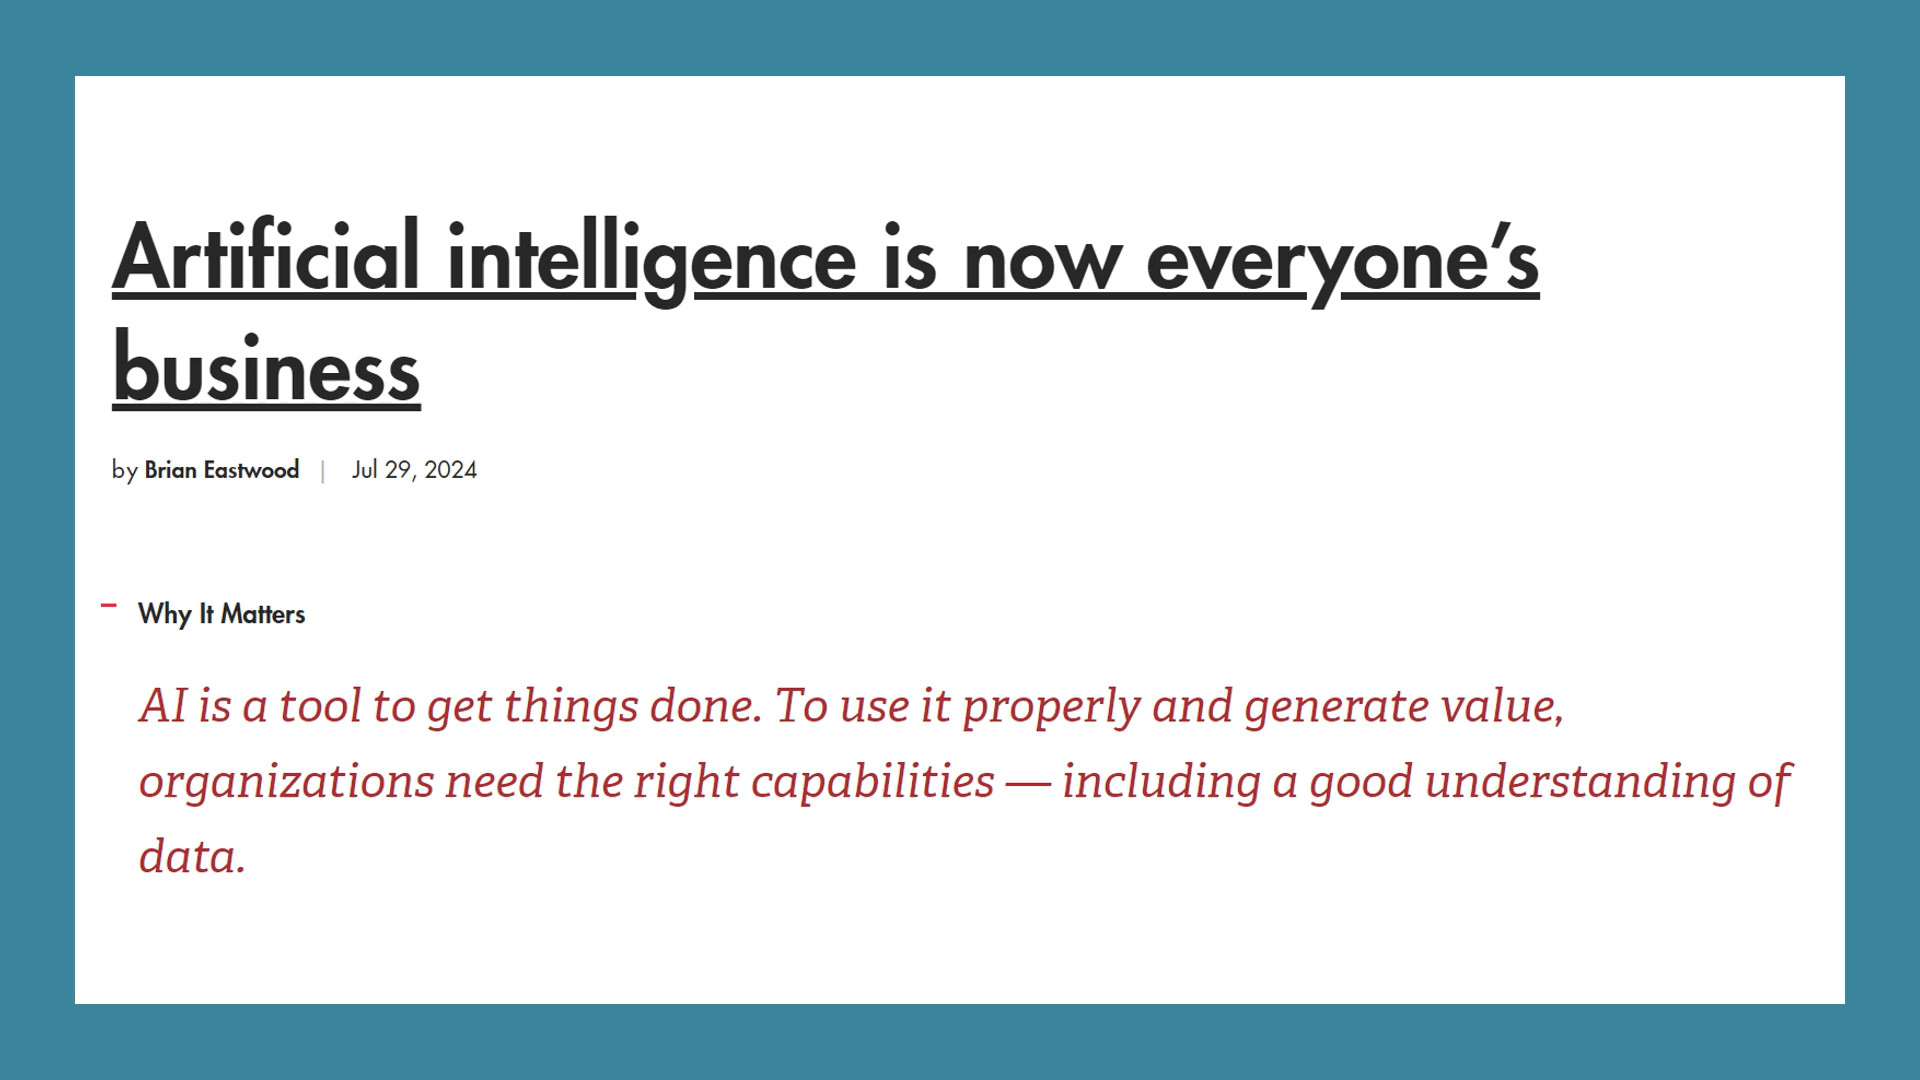 Artificial intelligence is now everyone’s
business
by Brian Eastwood | Jul 29, 2024
Why It Matters
AI is a tool to get things done. To use it properly and generate value,
organizations need the right capabilities — including a good understanding of
data.